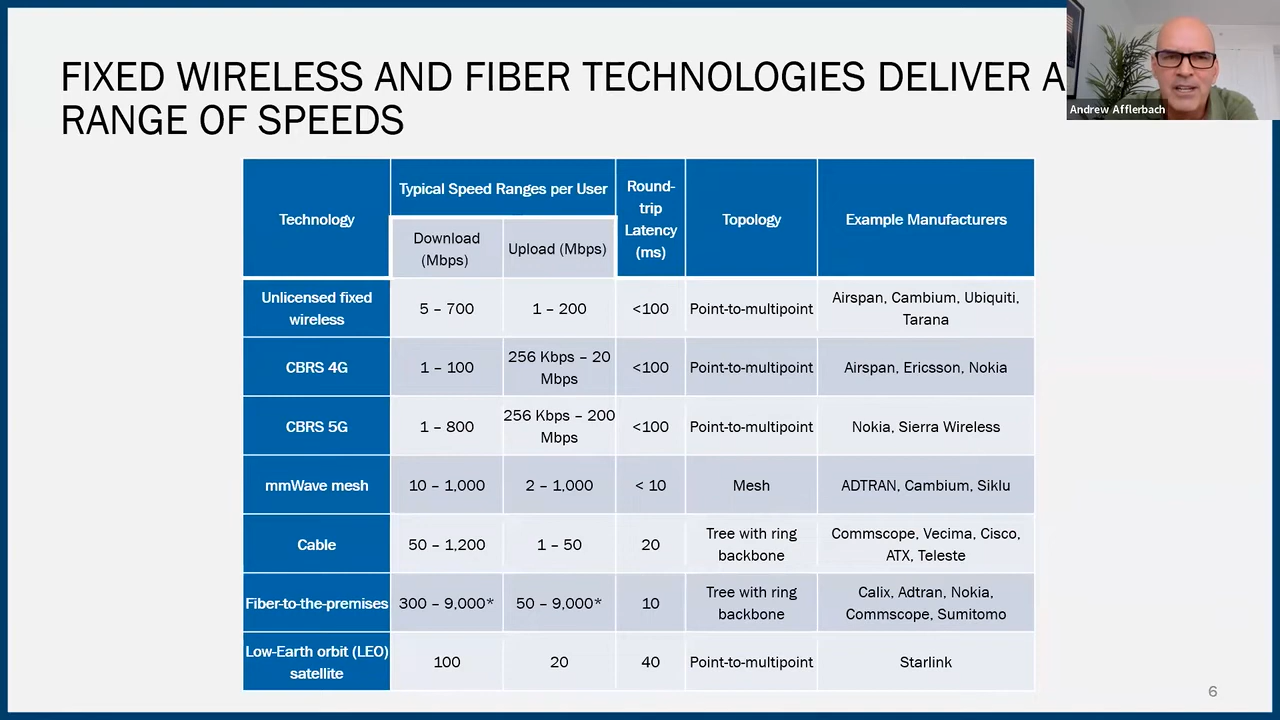 FIXED WIRELESS AND FIBER TECHNOLOGIES DELIVER A
RANGE OF SPEEDS
Andrew Afflerbach
Technology
Typical Speed Ranges per User
Round-
trip
Latency
(ms)
Topology
Example Manufacturers
Download
(Mbps)
Upload (Mbps)
Unlicensed fixed
wireless
5 – 700
1 – 200
<100
Point-to-multipoint
Airspan, Cambium, Ubiquiti,
Tarana
CBRS 4G
1 – 100
256 Kbps – 20
Mbps
<100
Point-to-multipoint
Airspan, Ericsson, Nokia
CBRS 5G
1 – 800
256 Kbps – 200
Mbps
<100
Point-to-multipoint
Nokia, Sierra Wireless
mmWave mesh
10 – 1,000
2 – 1,000
< 10
Mesh
ADTRAN, Cambium, Siklu
Cable
50 – 1,200
1 – 50
20
Tree with ring
backbone
Commscope, Vecima, Cisco,
ATX, Teleste
Fiber-to-the-premises
300 – 9,000*
50 – 9,000*
10
Tree with ring
backbone
Calix, Adtran, Nokia,
Commscope, Sumitomo
Low-Earth orbit (LEO)
satellite
100
20
40
Point-to-multipoint
Starlink
6